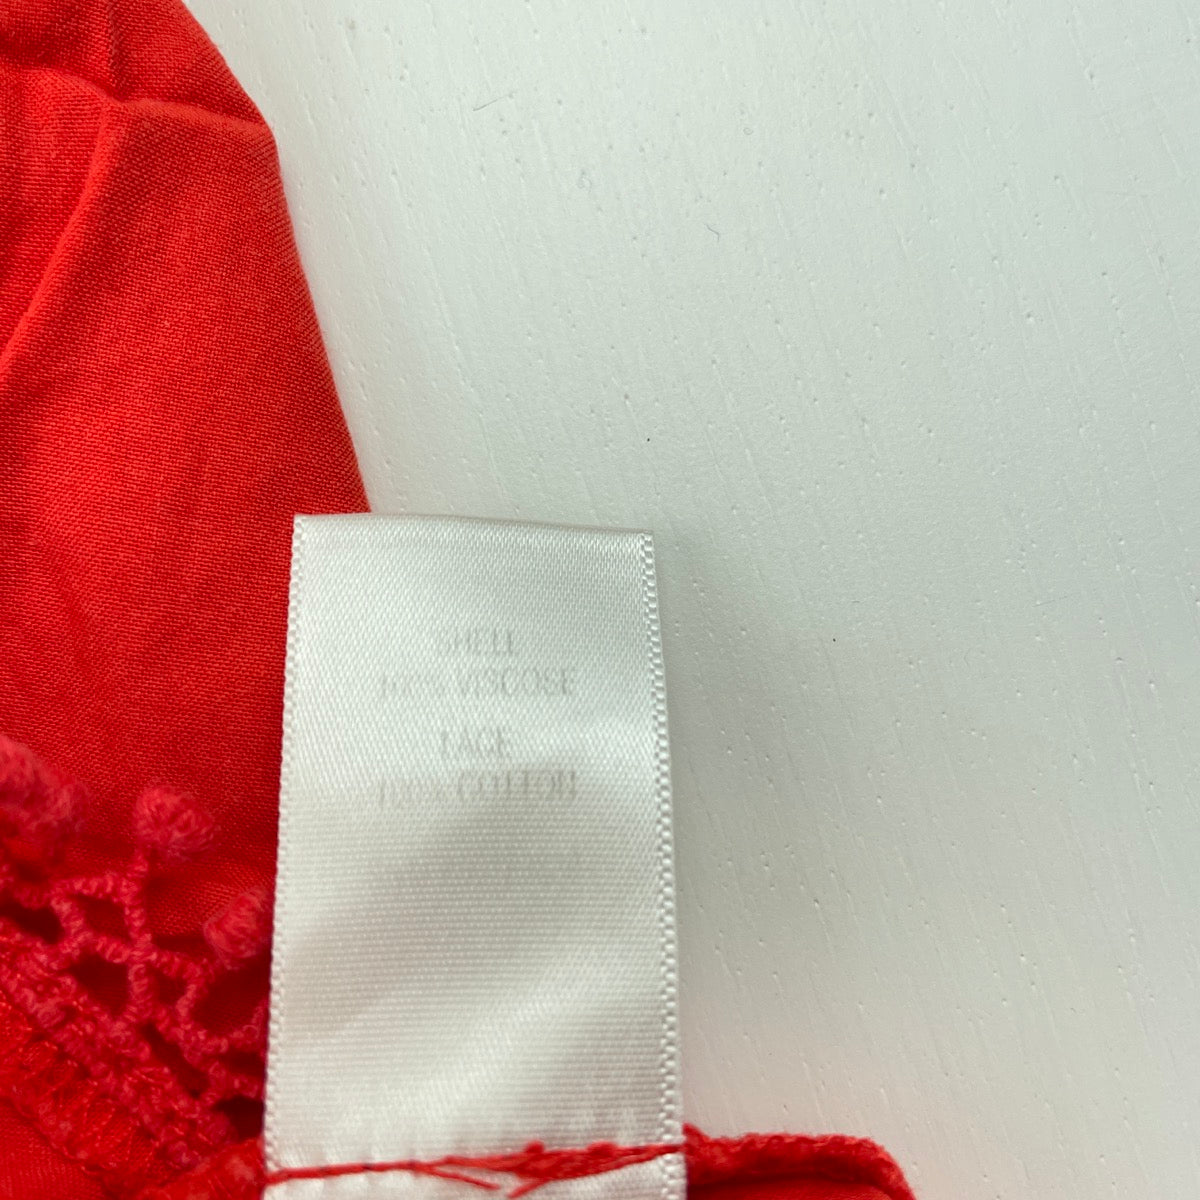 SHELL
100% VISCOSE
LACE
100% COTTON